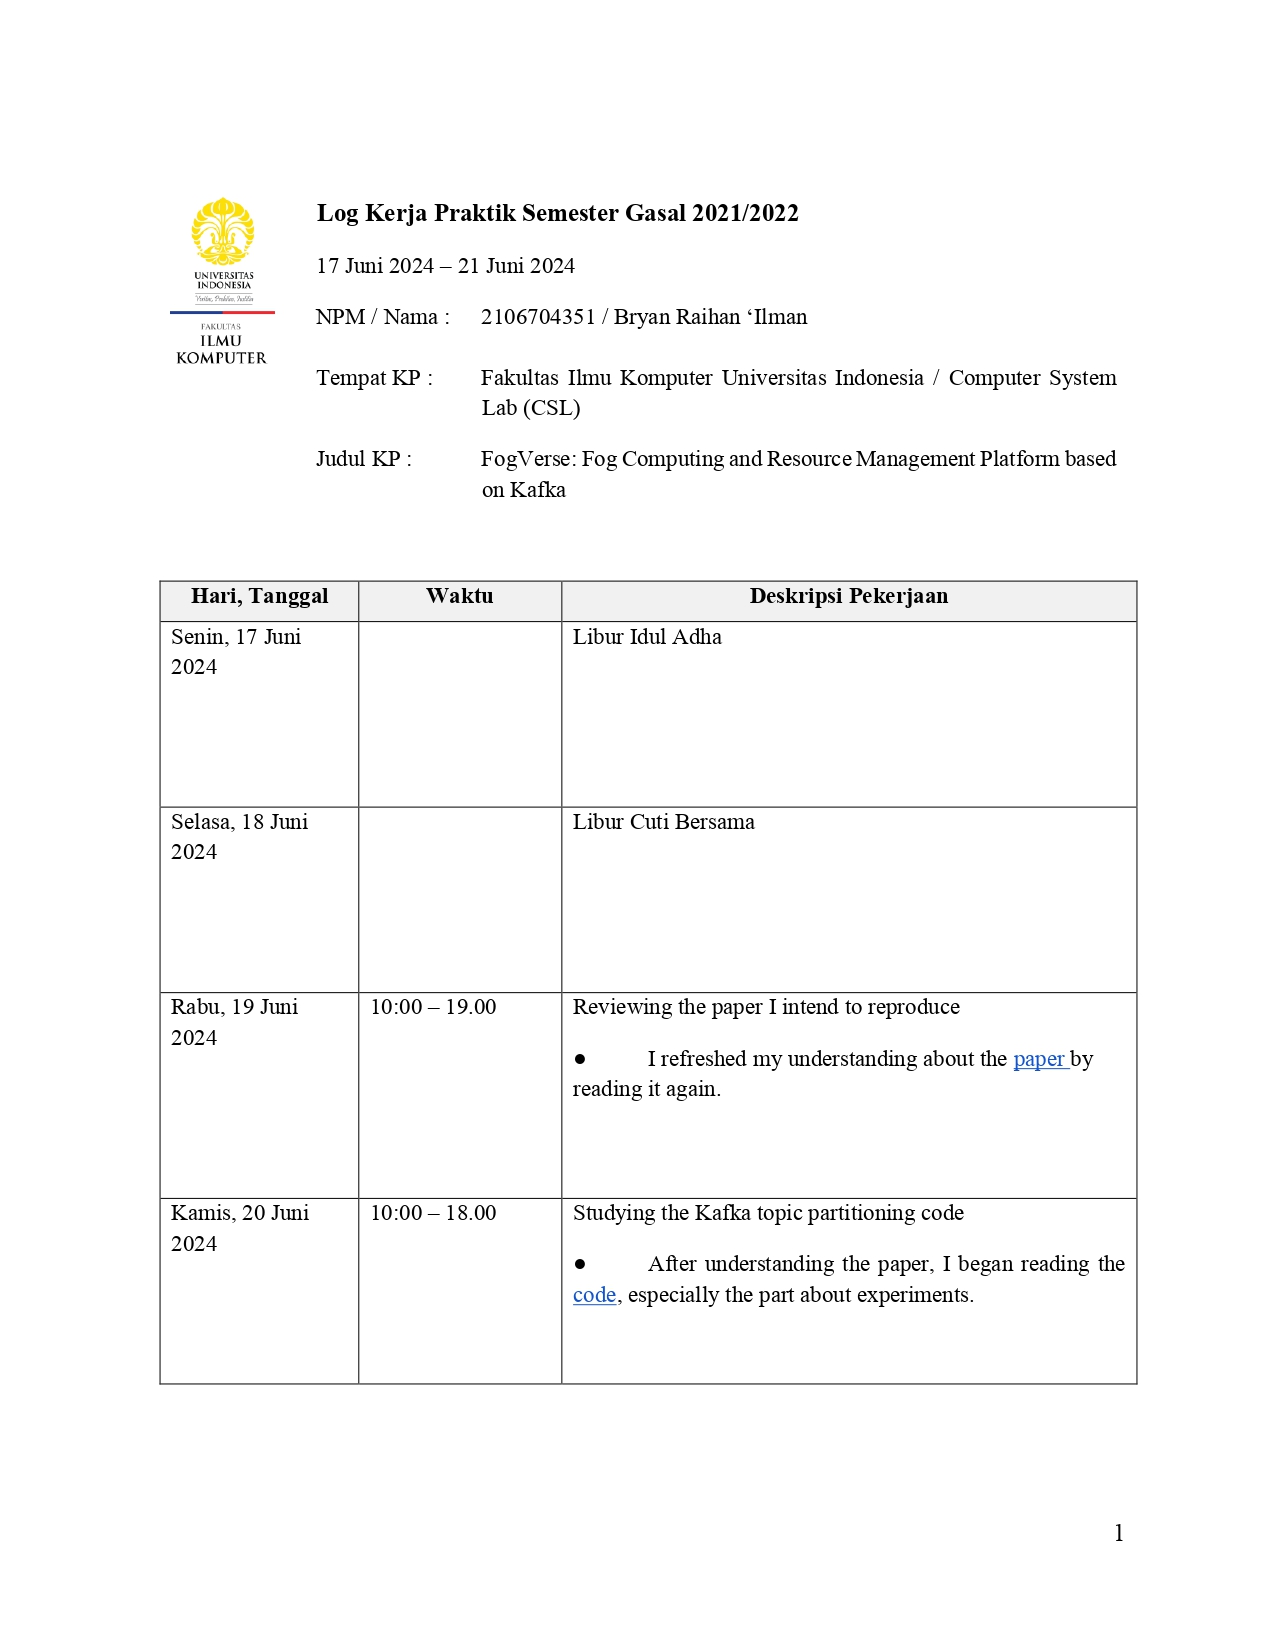 UNIVERSITAS
INDONESIA
Veritas, Probitas, Iustitia
FAKULTAS
ILMU
KOMPUTER
Log Kerja Praktik Semester Gasal 2021/2022
17 Juni 2024 – 21 Juni 2024
NPM / Nama : 2106704351 / Bryan Raihan ‘Ilman
Tempat KP : Fakultas Ilmu Komputer Universitas Indonesia / Computer System
Lab (CSL)
Judul KP : FogVerse: Fog Computing and Resource Management Platform based
on Kafka
Hari, Tanggal Waktu Deskripsi Pekerjaan
Senin, 17 Juni Libur Idul Adha
2024
Selasa, 18 Juni Libur Cuti Bersama
2024
Rabu, 19 Juni 10:00 – 19.00 Reviewing the paper I intend to reproduce
2024
● I refreshed my understanding about the paper by
reading it again.
Kamis, 20 Juni 10:00 – 18.00 Studying the Kafka topic partitioning code
2024
● After understanding the paper, I began reading the
code, especially the part about experiments.
1